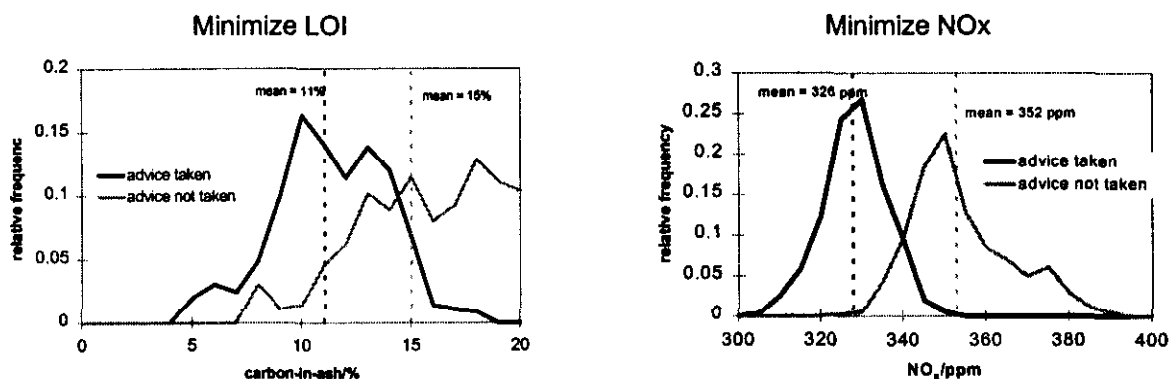 Minimize LOI
0.2
0.15
0.1
0.05
0
relative frequenc
mean = 11%
mean = 15%
advice taken
advice not taken
0 5 10 15 20
carbon-in-ash/%
Minimize NOx
0.3
0.25
0.2
0.15
0.1
0.05
0
relative frequency
mean = 326 ppm
mean = 352 ppm
advice taken
advice not taken
300 320 340 360 380 400
NOx/ppm